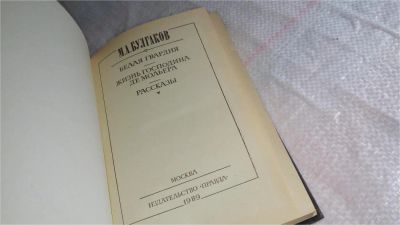 М.А.БУЛГАКОВ
БЕЛАЯ ГВАРДИЯ
ЖИЗНЬ ГОСПОДИНА
ДЕ МОЛЬЕРА
РАССКАЗЫ
МОСКВА
ИЗДАТЕЛЬСТВО «ПРАВДА»
1989